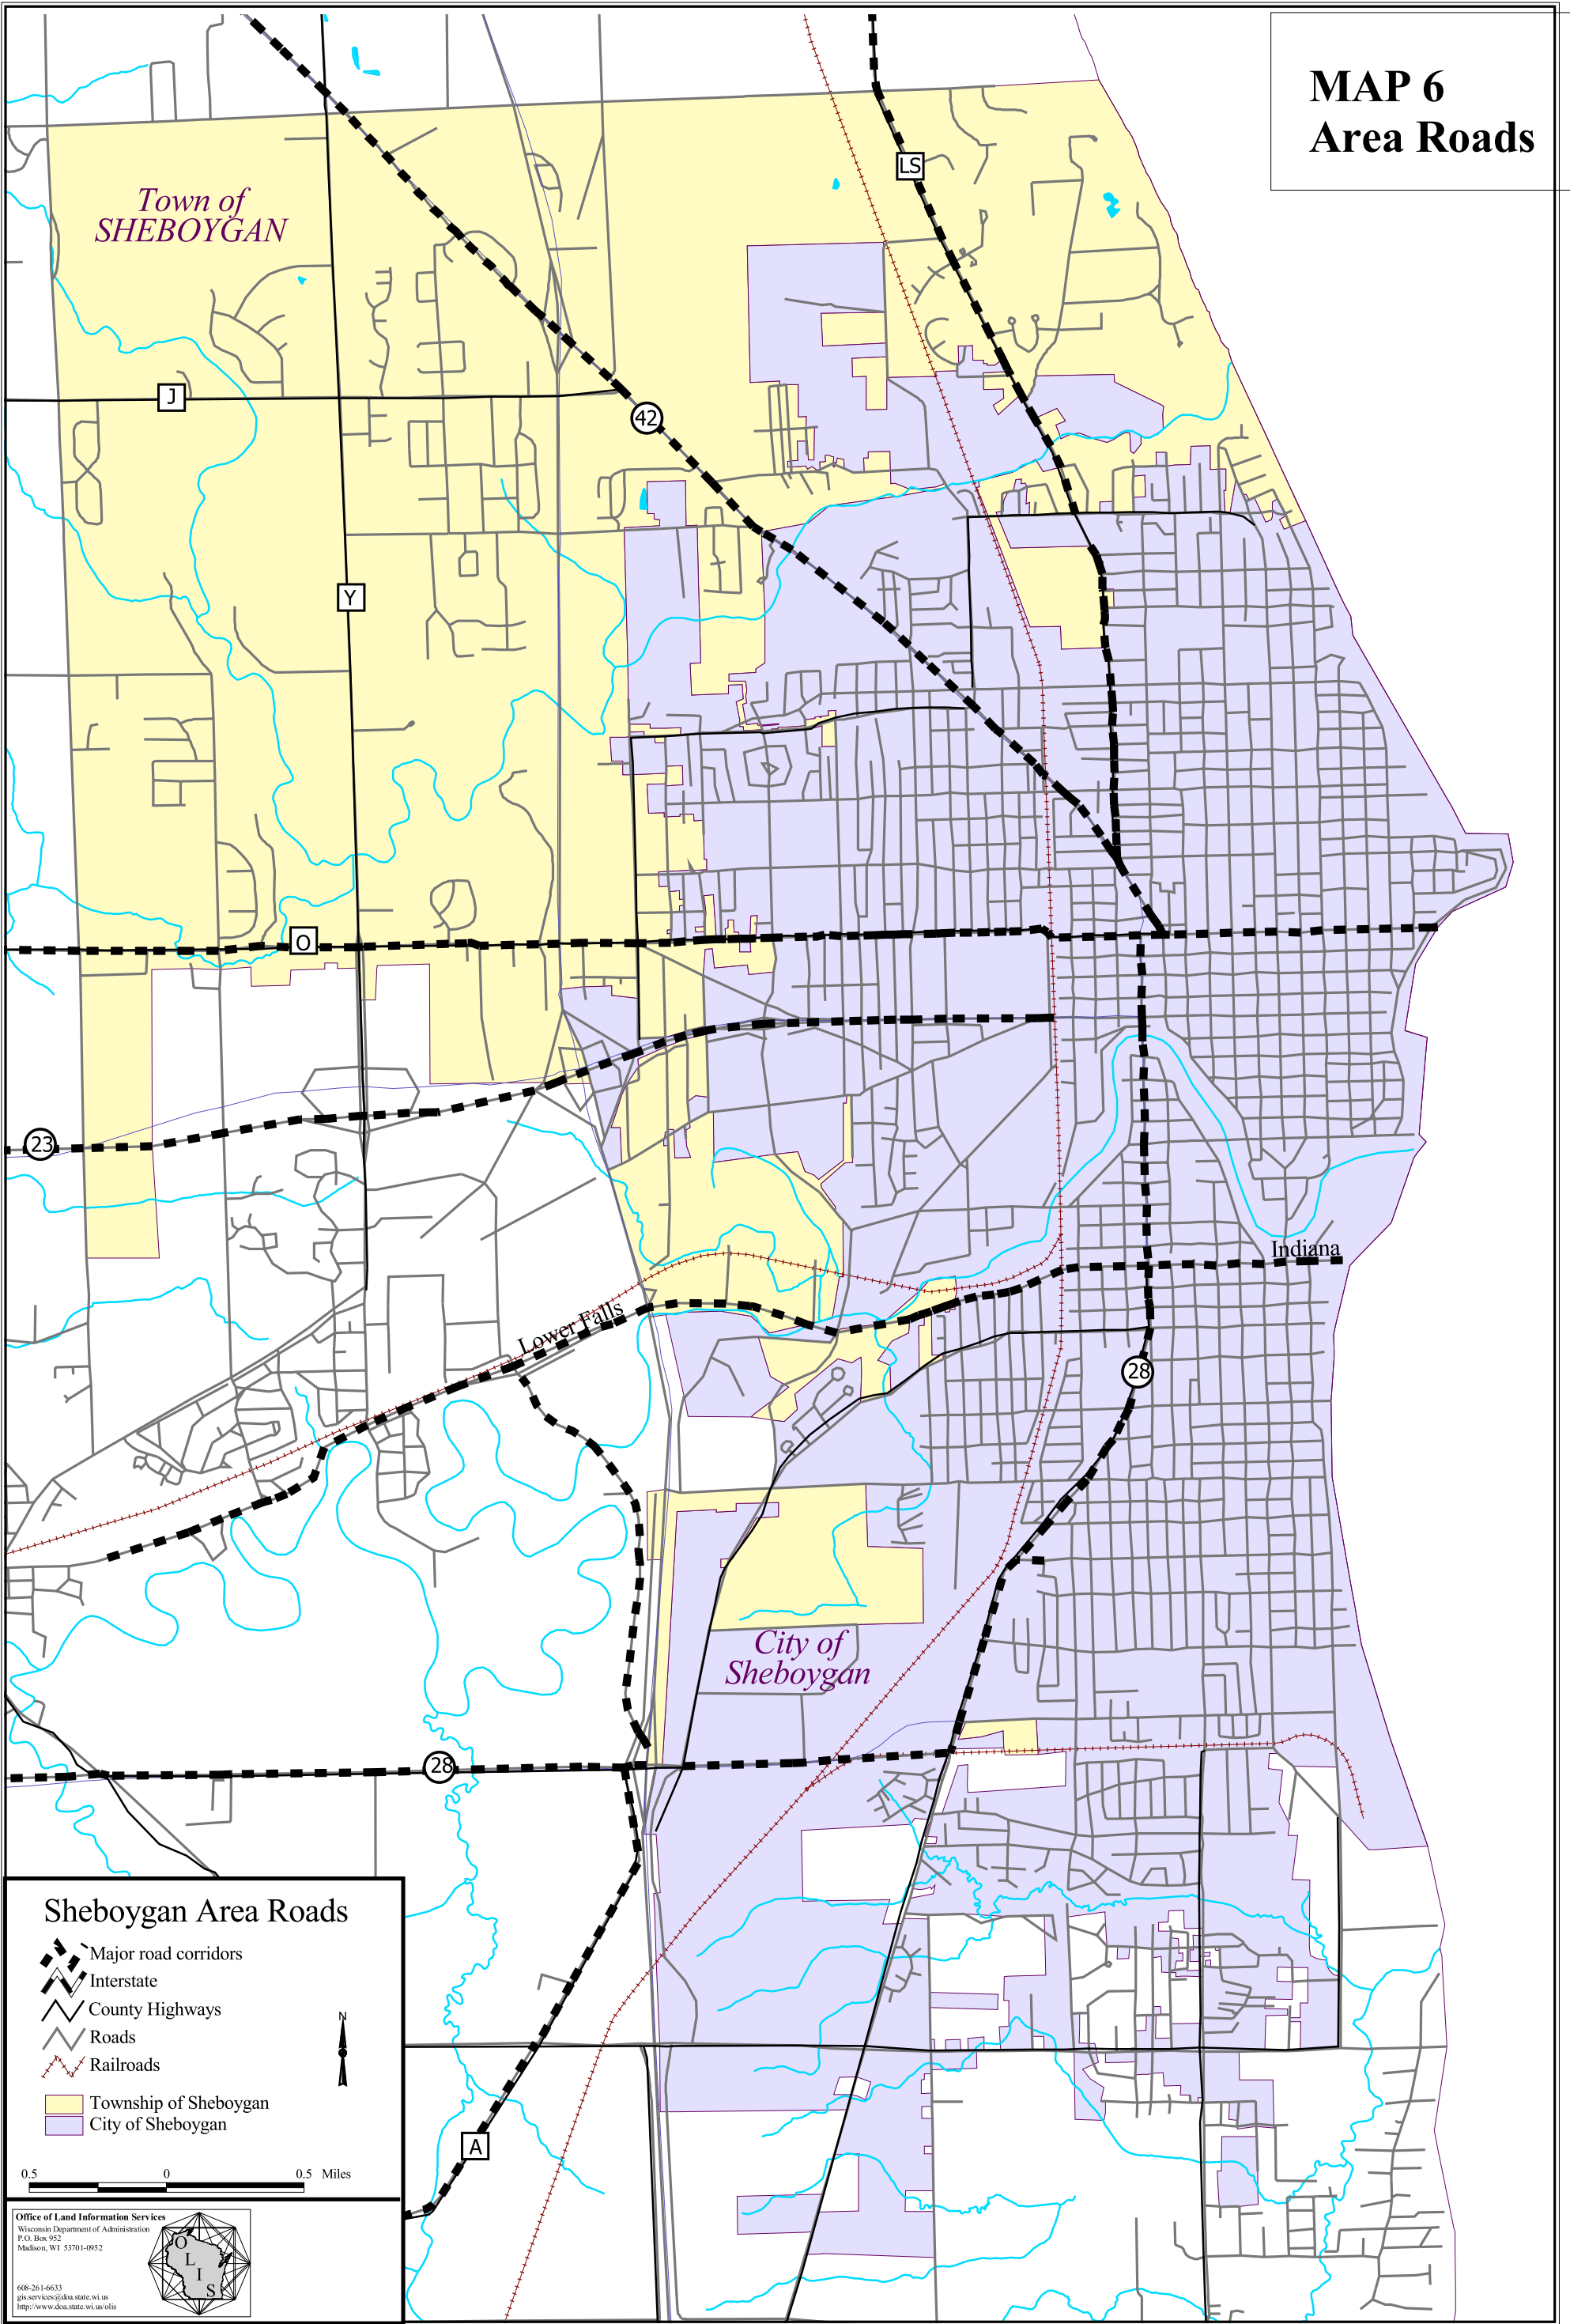 MAP 6
Area Roads
LS
Town of
SHEBOYGAN
J
42
Y
O
23
Indiana
Lower Falls
28
City of
Sheboygan
28
Sheboygan Area Roads
Major road corridors
Interstate
County Highways
Roads
Railroads
N
Township of Sheboygan
City of Sheboygan
0.5 0 0.5 Miles
A
Office of Land Information Services
Wisconsin Department of Administration
P.O. Box 952
Madison, WI 53701-0952
O
L
I
S
608-261-6633
gis.services@doa.state.wi.us
http://www.doa.state.wi.us/olis